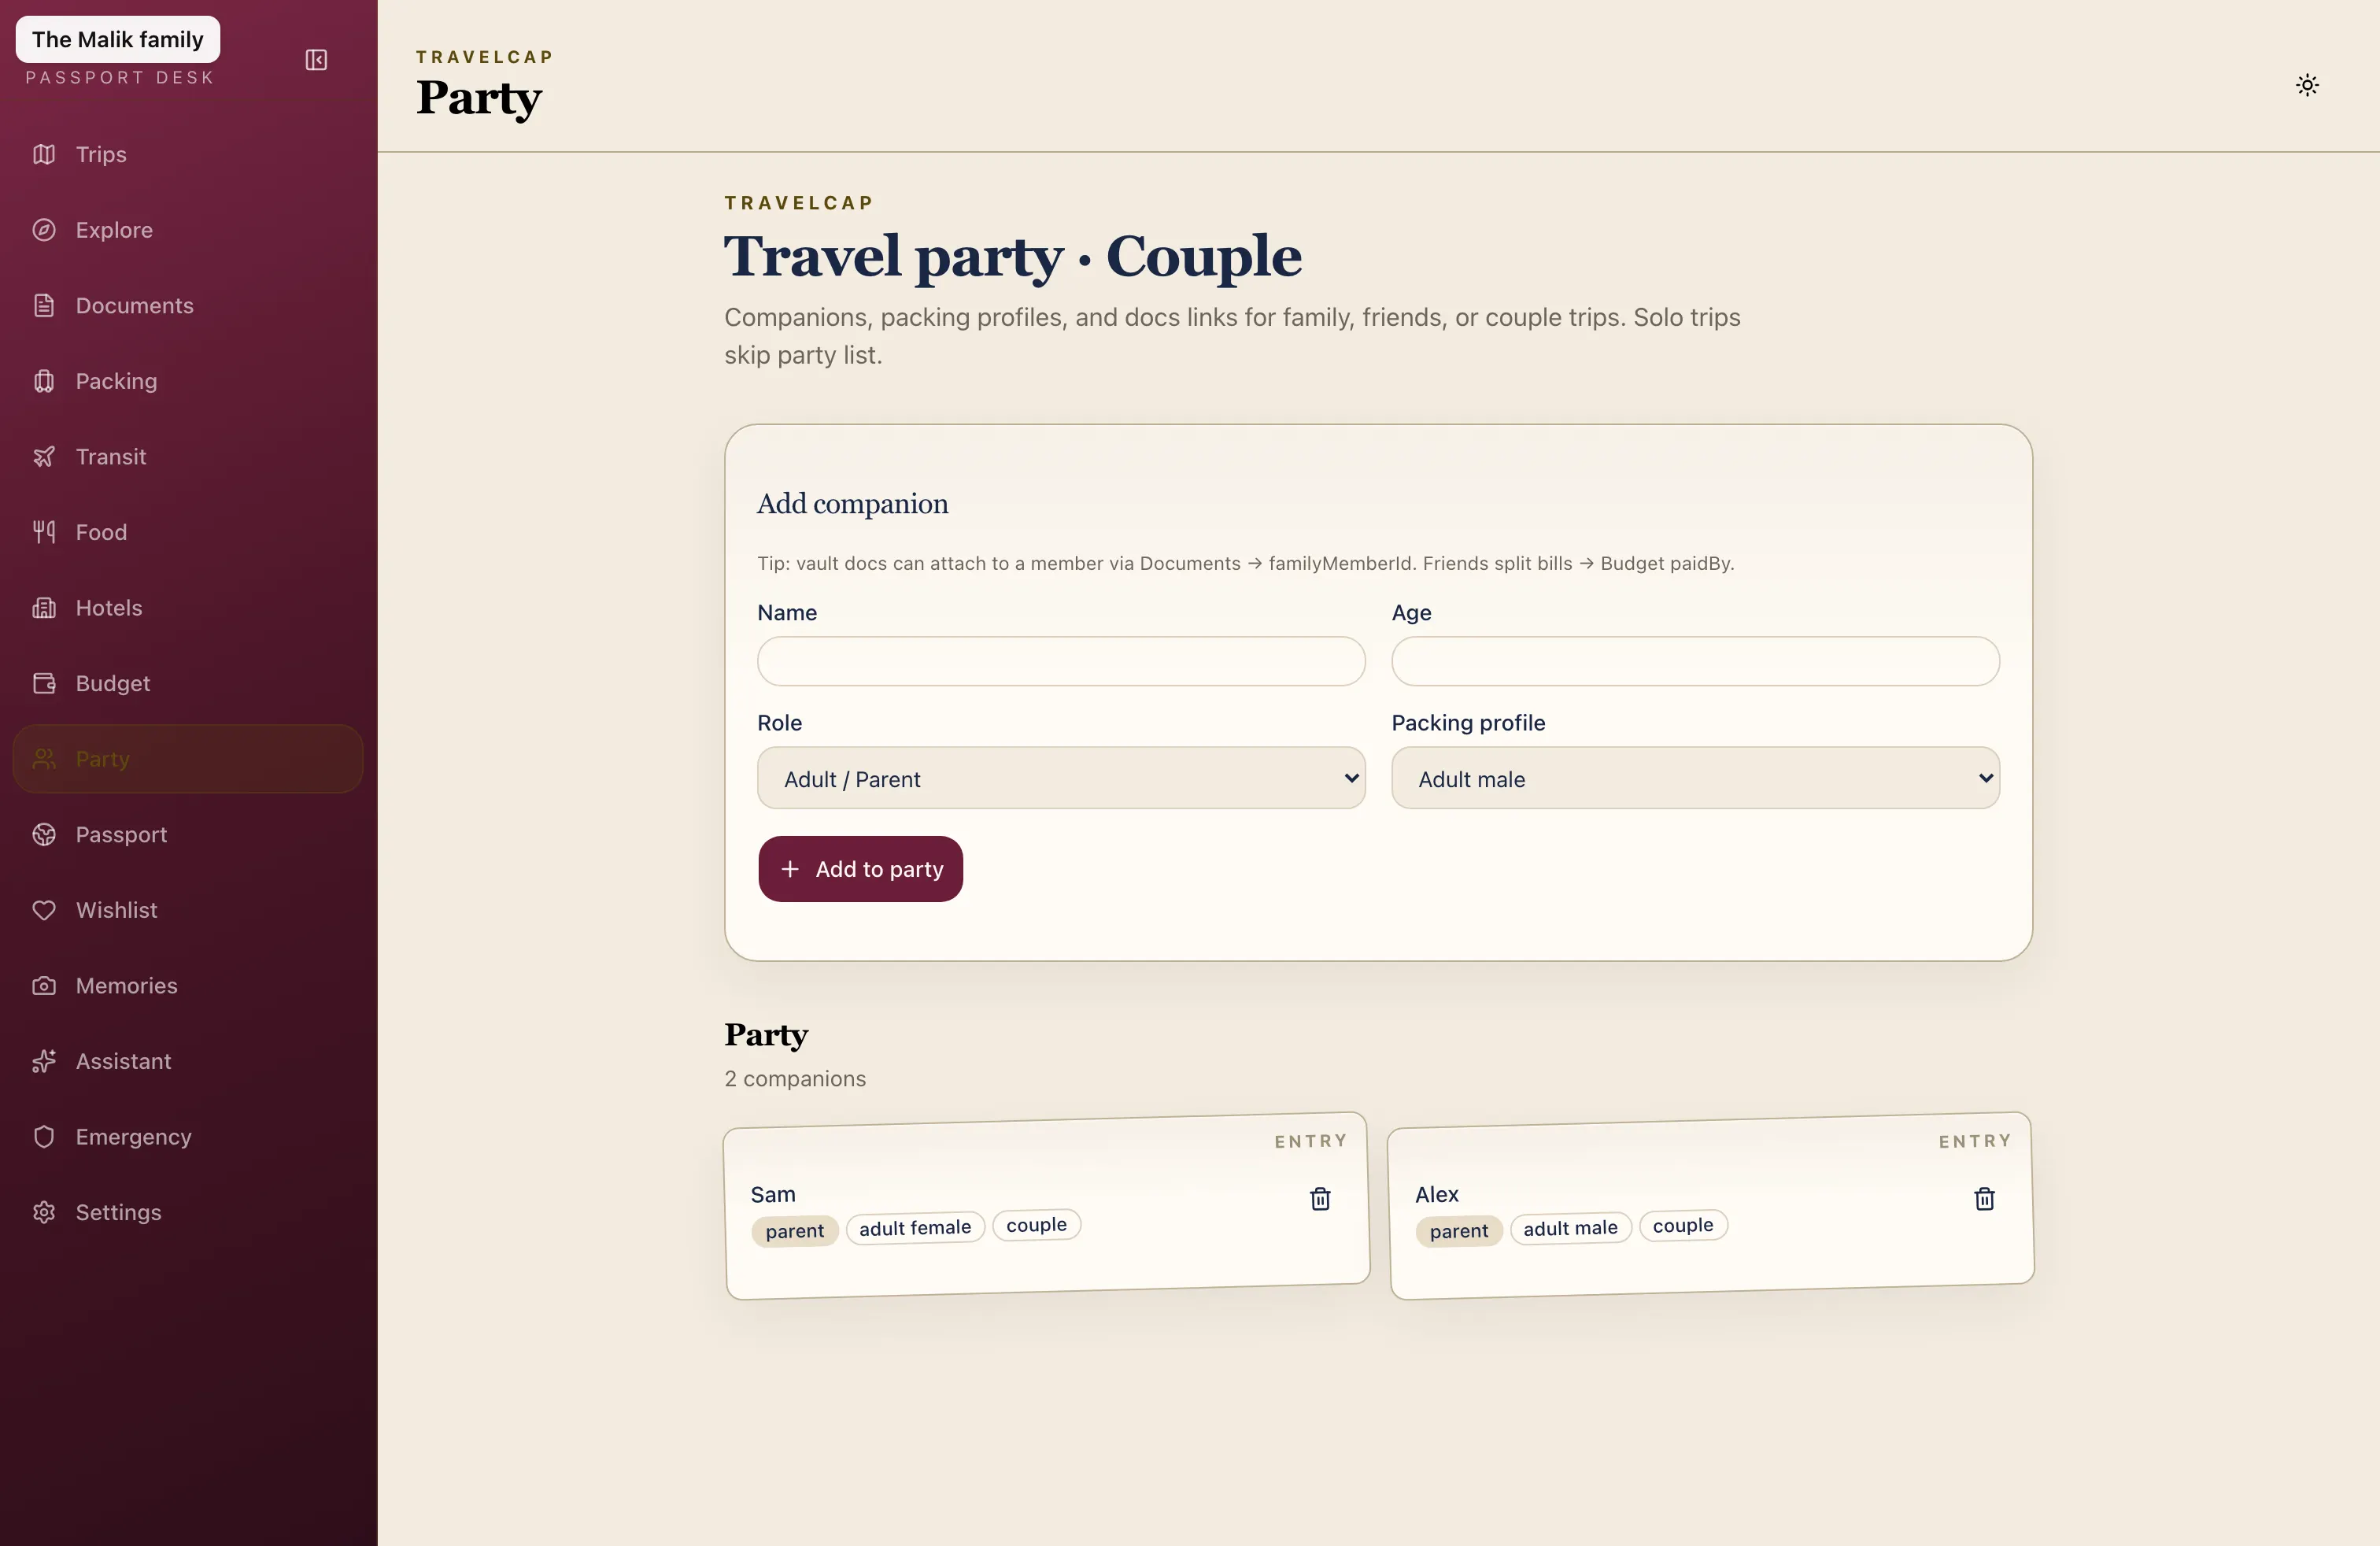 The Malik family
PASSPORT DESK
Trips
Explore
Documents
Packing
Transit
Food
Hotels
Budget
Party
Passport
Wishlist
Memories
Assistant
Emergency
Settings
TRAVELCAP
Party
TRAVELCAP
Travel party · Couple
Companions, packing profiles, and docs links for family, friends, or couple trips. Solo trips
skip party list.
Add companion
Tip: vault docs can attach to a member via Documents → familyMemberId. Friends split bills → Budget paidBy.
Name
Age
Role
Packing profile
Adult / Parent
Adult male
+ Add to party
Party
2 companions
ENTRY
Sam
parent adult female couple
ENTRY
Alex
parent adult male couple